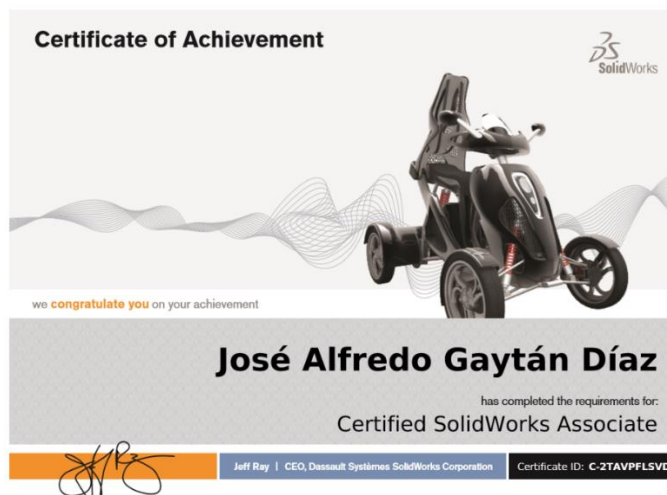 Certificate of Achievement
SolidWorks
we congratulate you on your achievement
José Alfredo Gaytán Díaz
has completed the requirements for:
Certified SolidWorks Associate
Jeff Ray | CEO, Dassault Systèmes SolidWorks Corporation
Certificate ID: C-2TAVPFLSVD